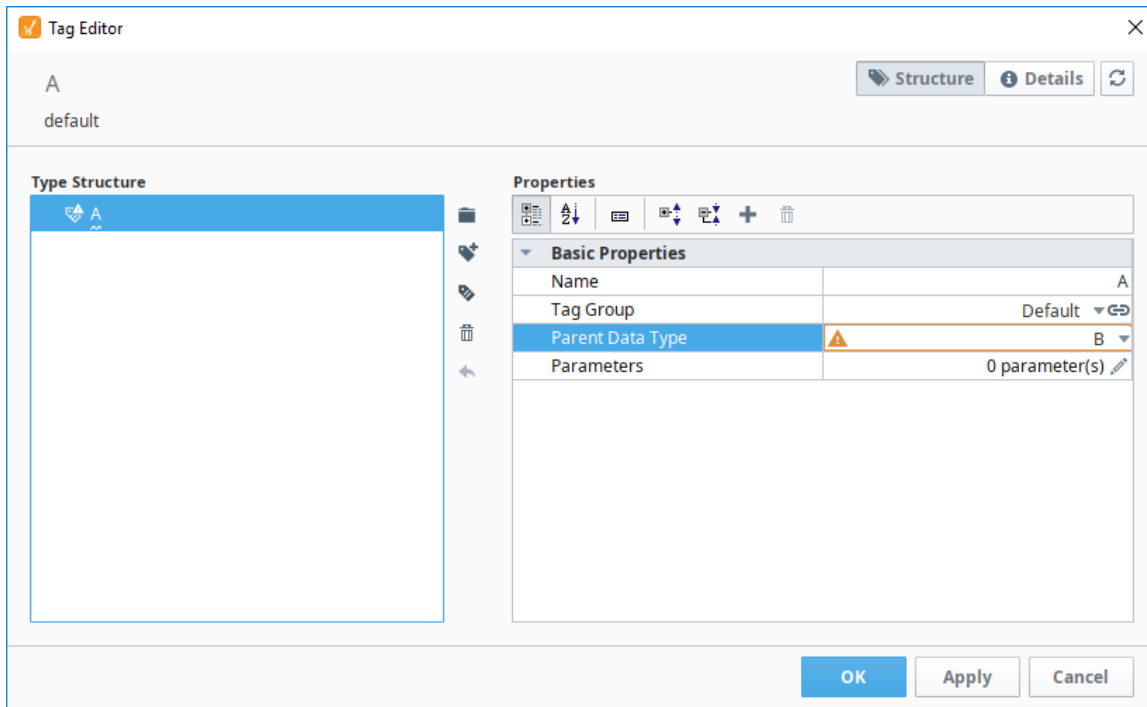 Tag Editor
A
default
Structure
Details
Type Structure
A
Properties
Basic Properties
Name A
Tag Group Default
Parent Data Type B
Parameters 0 parameter(s)
OK
Apply
Cancel